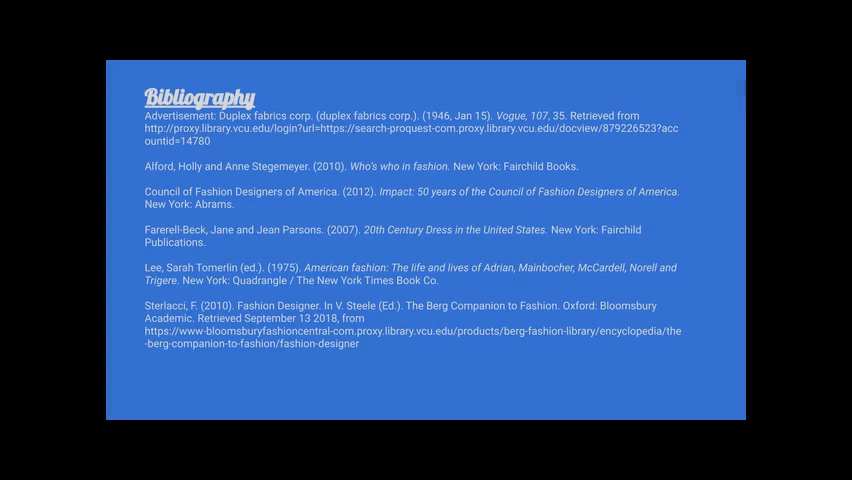 Bibliography
Advertisement: Duplex fabrics corp. (duplex fabrics corp.). (1946, Jan 15). Vogue, 107, 35. Retrieved from
http://proxy.library.vcu.edu/login?url=https://search-proquest-com.proxy.library.vcu.edu/docview/879226523?acc
ountid=14780
Alford, Holly and Anne Stegemeyer. (2010). Who's who in fashion. New York: Fairchild Books.
Council of Fashion Designers of America. (2012). Impact: 50 years of the Council of Fashion Designers of America.
New York: Abrams.
Farerell-Beck, Jane and Jean Parsons. (2007). 20th Century Dress in the United States. New York: Fairchild
Publications.
Lee, Sarah Tomerlin (ed.). (1975). American fashion: The life and lives of Adrian, Mainbocher, McCardell, Norell and
Trigere. New York: Quadrangle / The New York Times Book Co.
Sterlacci, F. (2010). Fashion Designer. In V. Steele (Ed.). The Berg Companion to Fashion. Oxford: Bloomsbury
Academic. Retrieved September 13 2018, from
https://www-bloomsburyfashioncentral-com.proxy.library.vcu.edu/products/berg-fashion-library/encyclopedia/the
-berg-companion-to-fashion/fashion-designer